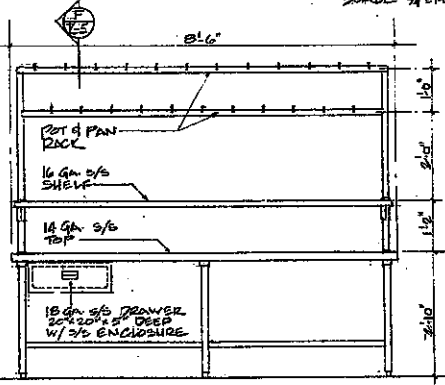 F
8'6"
1'0"
POT & PAN
RACK
2'0"
16 GA. S/S
SHELF
1'2"
14 GA. S/S
TOP
18 GA. S/S DRAWER
20"x20"x5" DEEP
W/ S/S ENCLOSURE
2'10"